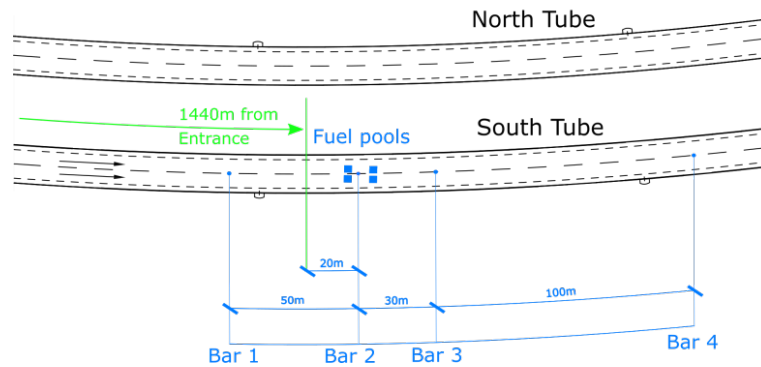 North Tube
1440m from
Entrance
Fuel pools
South Tube
20m
50m
30m
100m
Bar 1
Bar 2
Bar 3
Bar 4